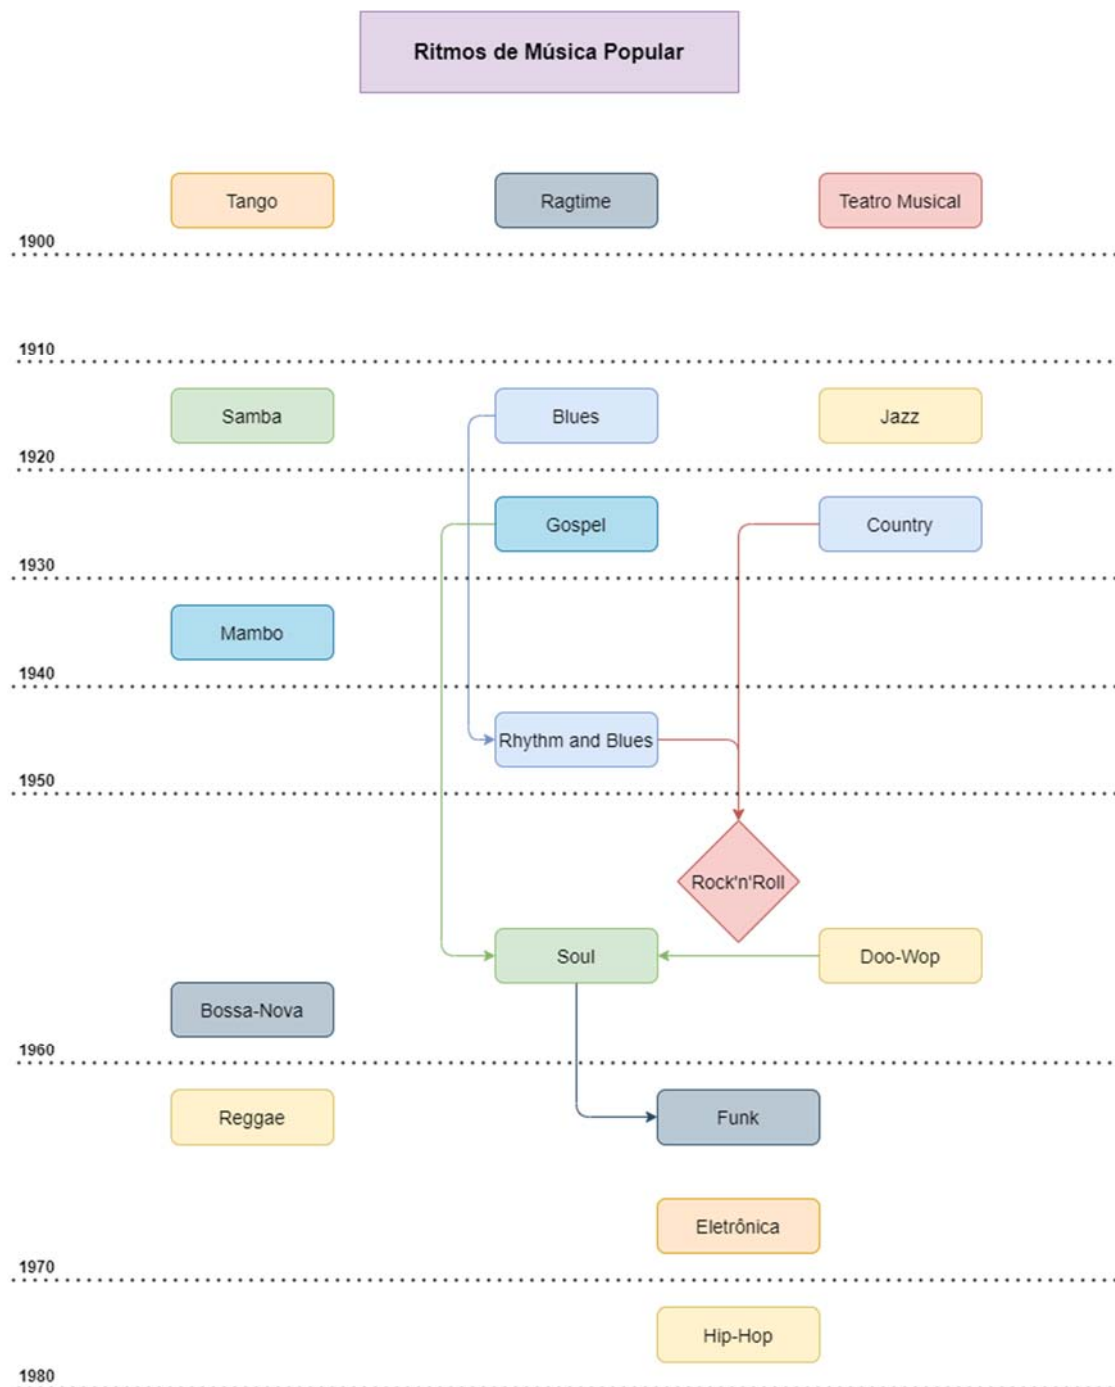 Ritmos de Música Popular
Tango
Ragtime
Teatro Musical
1900
1910
Samba
Blues
Jazz
1920
Gospel
Country
1930
Mambo
1940
Rhythm and Blues
1950
Rock'n'Roll
Soul
Doo-Wop
Bossa-Nova
1960
Reggae
Funk
Eletrônica
1970
Hip-Hop
1980